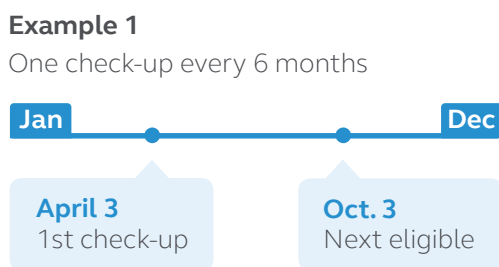 Example 1
One check-up every 6 months
Jan
Dec
April 3
1st check-up
Oct. 3
Next eligible